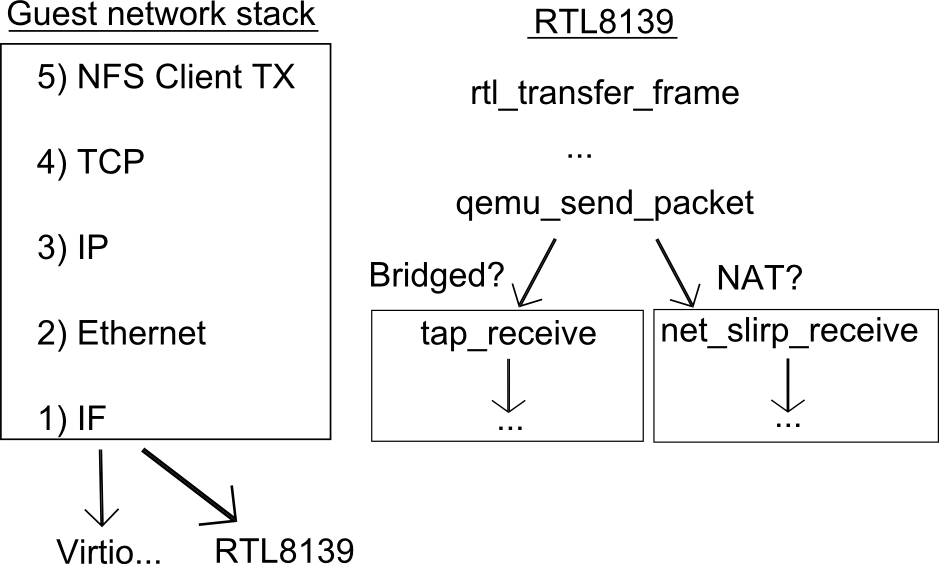 Guest network stack
5) NFS Client TX
4) TCP
3) IP
2) Ethernet
1) IF
Virtio...
RTL8139
RTL8139
rtl_transfer_frame
...
qemu_send_packet
Bridged?
NAT?
tap_receive
...
net_slirp_receive
...